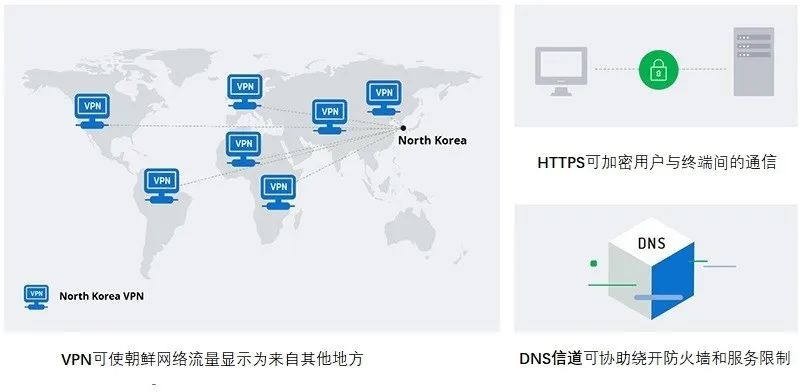 VPN
VPN
VPN
VPN
VPN
VPN
VPN
North Korea
VPN
North Korea VPN
VPN可使朝鲜网络流量显示为来自其他地方
HTTPS可加密用户与终端间的通信
DNS
DNS信道可协助绕开防火墙和服务限制